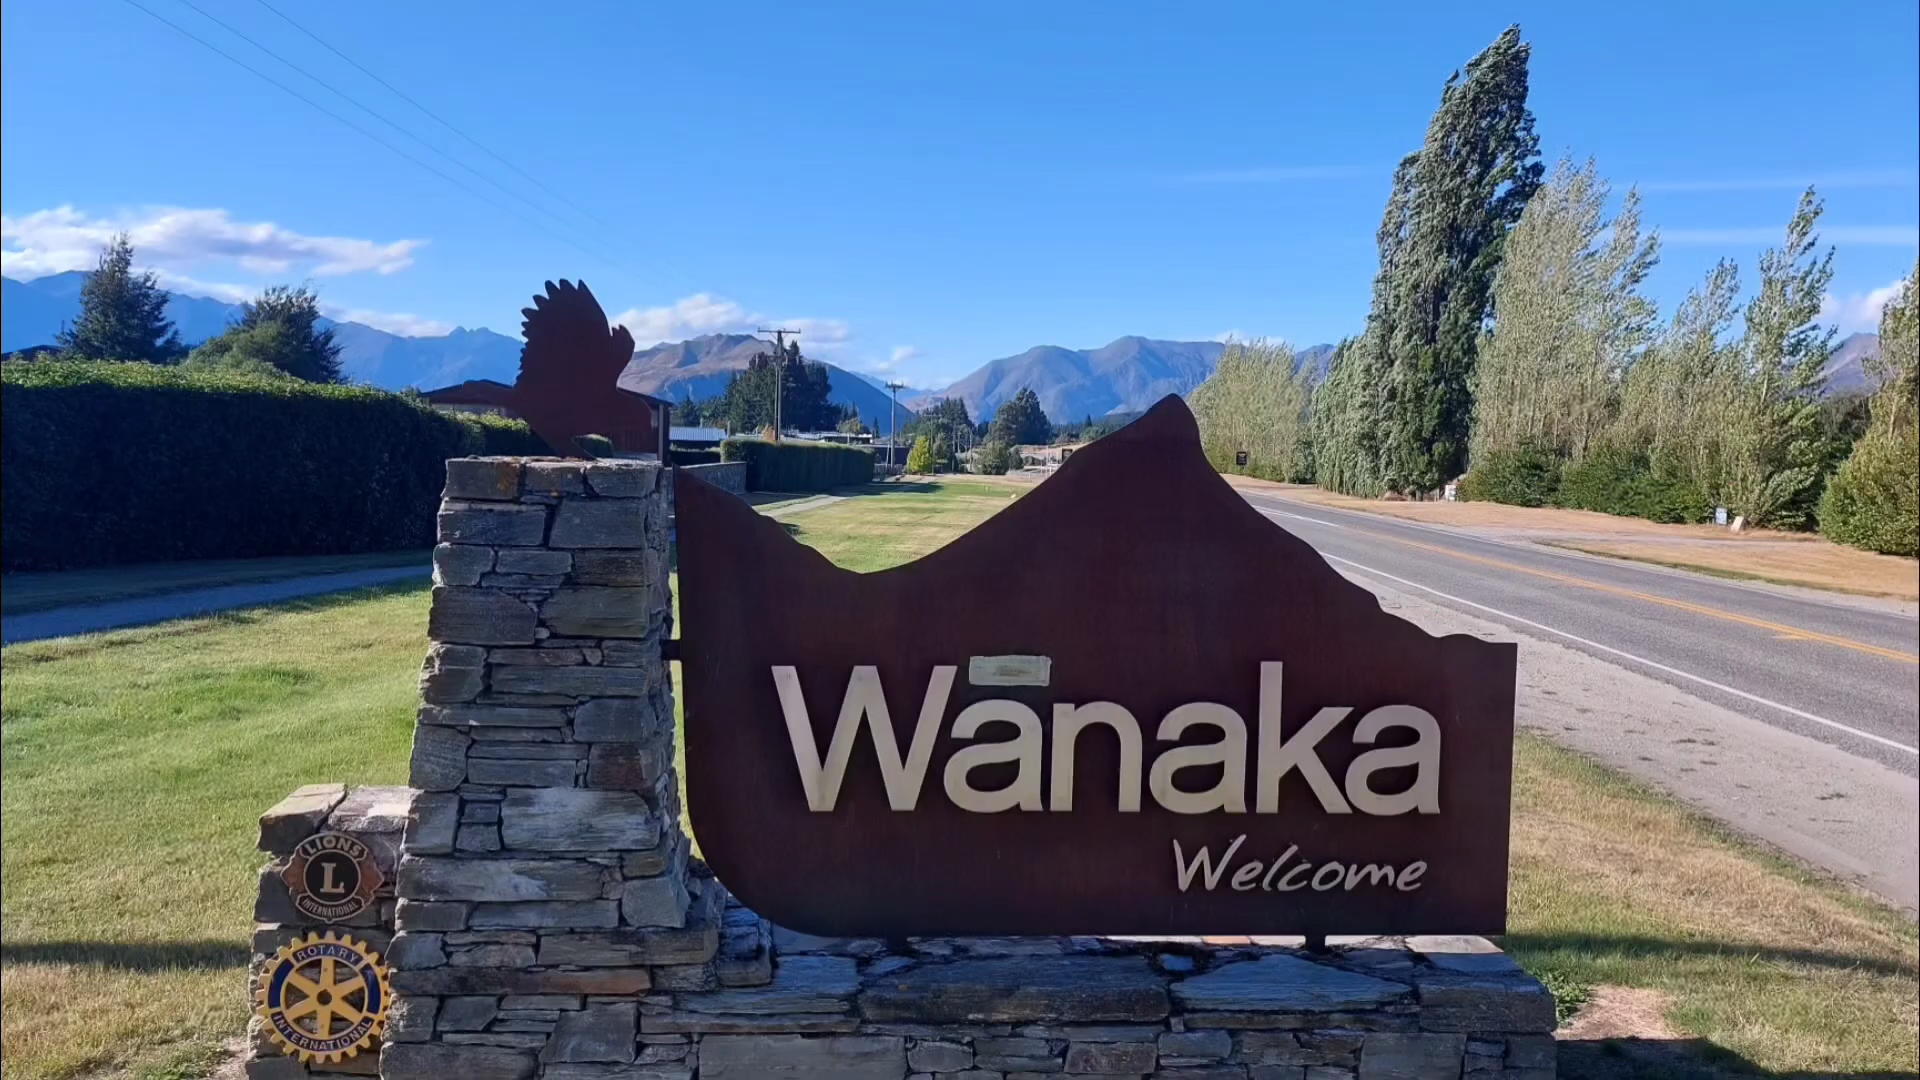 Wānaka
Welcome
LIONS
L
INTERNATIONAL
ROTARY
INTERNATIONAL